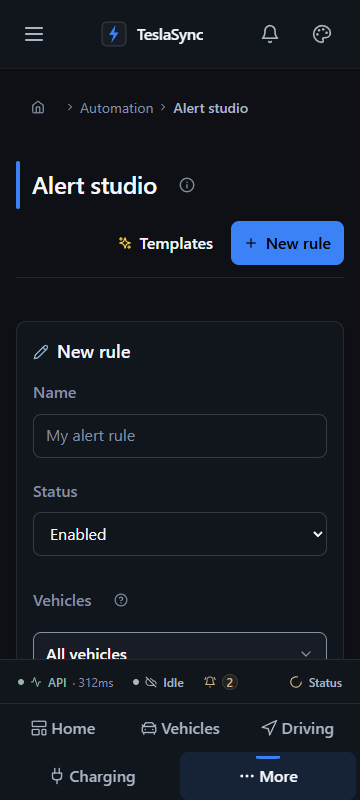 TeslaSync
Automation
Alert studio
Alert studio
Templates
New rule
New rule
Name
My alert rule
Status
Enabled
Vehicles
All vehicles
API · 312ms
Idle
2
Status
Home
Vehicles
Driving
Charging
More